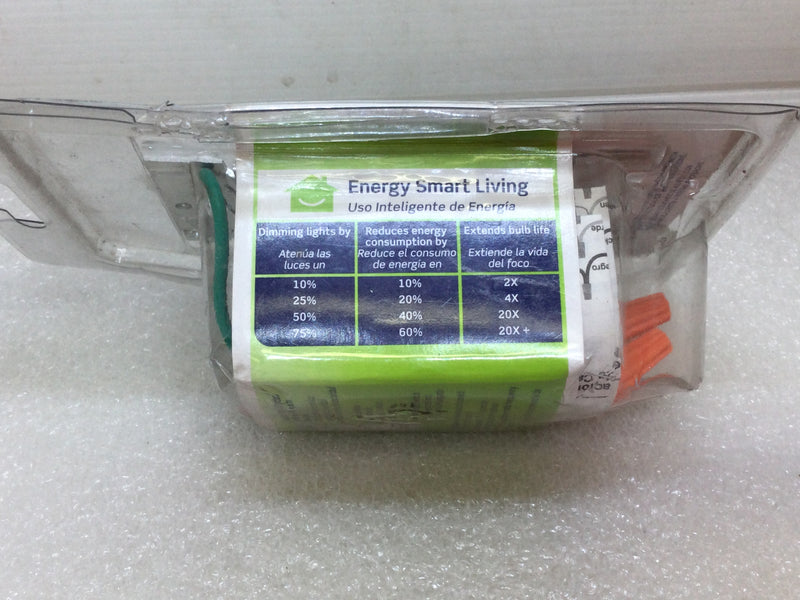 Energy Smart Living
Uso Inteligente de Energía
Dimming lights by
Atenúa las
luces un
Reduces energy
consumption by
Reduce el consumo
de energía en
Extends bulb life
Extiende la vida
del foco
10% 10% 2X
25% 20% 4X
50% 40% 20X
75% 60% 20X +